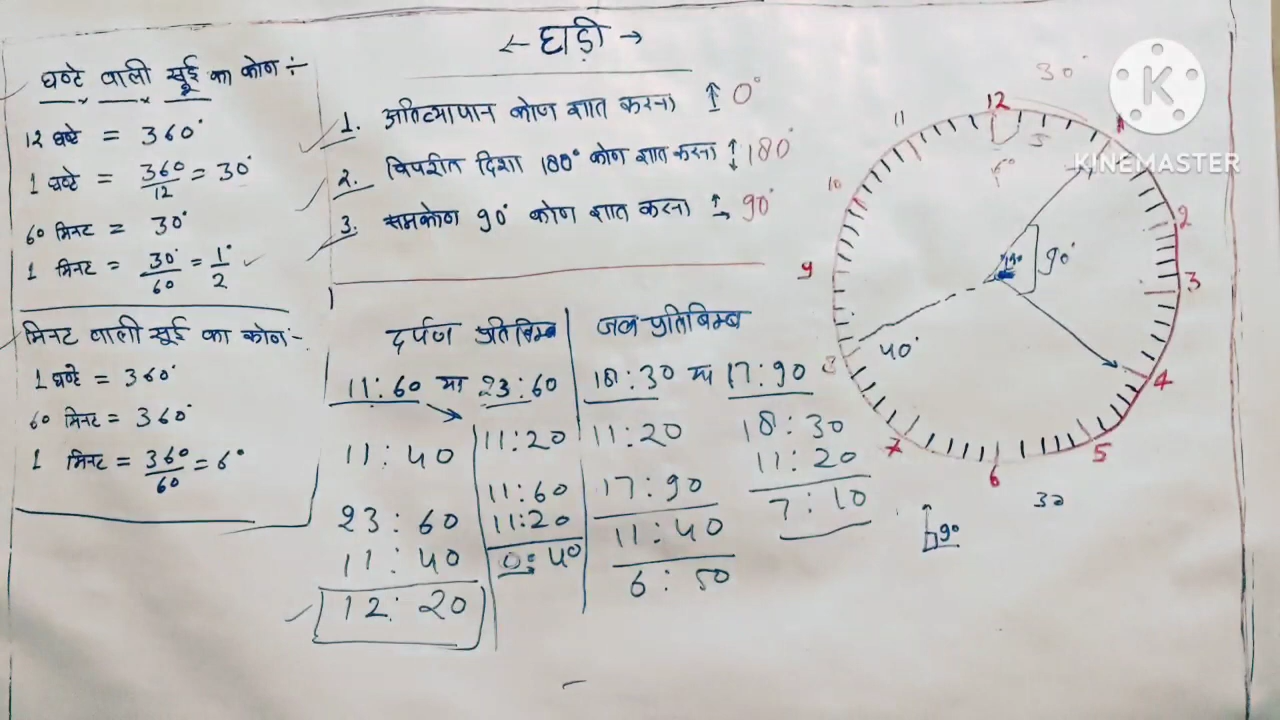 ← घड़ी →
घण्टे वाली सूई का कोण :-
12 घण्टे = 360°
1 घण्टे = 360/12 = 30°
60 मिनट = 30°
1 मिनट = 30°/60 = 1°/2
मिनट वाली सूई का कोण:-
1 घण्टे = 360°
60 मिनट = 360°
1 मिनट = 360/60 = 6°
1. अतिव्यापान कोण ज्ञात करना ↑ 0°
2. विपरीत दिशा 180° कोण ज्ञात करना ↕ 180°
3. समकोण 90° कोण ज्ञात करना 90°
दर्पण प्रतिबिम्ब
11:60 या 23:60
11:40
23:60
11:40
12:20
11:20
11:60
11:20
0:40
जल प्रतिबिम्ब
18:30 या 17:90
11:20
17:90
11:40
6:50
18:30
11:20
7:10
30°
12
11
10
9
8
7
6
5
4
3
2
90°
40°
30
90
K
KINEMASTER